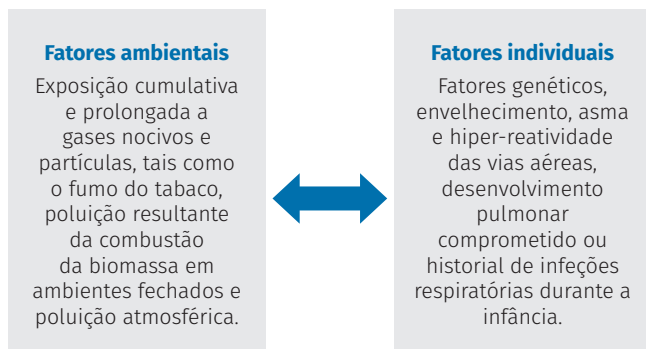 Fatores ambientais
Exposição cumulativa
e prolongada a
gases nocivos e
partículas, tais como
o fumo do tabaco,
poluição resultante
da combustão
da biomassa em
ambientes fechados e
poluição atmosférica.
Fatores individuais
Fatores genéticos,
envelhecimento, asma
e hiper-reatividade
das vias aéreas,
desenvolvimento
pulmonar
comprometido ou
historial de infeções
respiratórias durante a
infância.